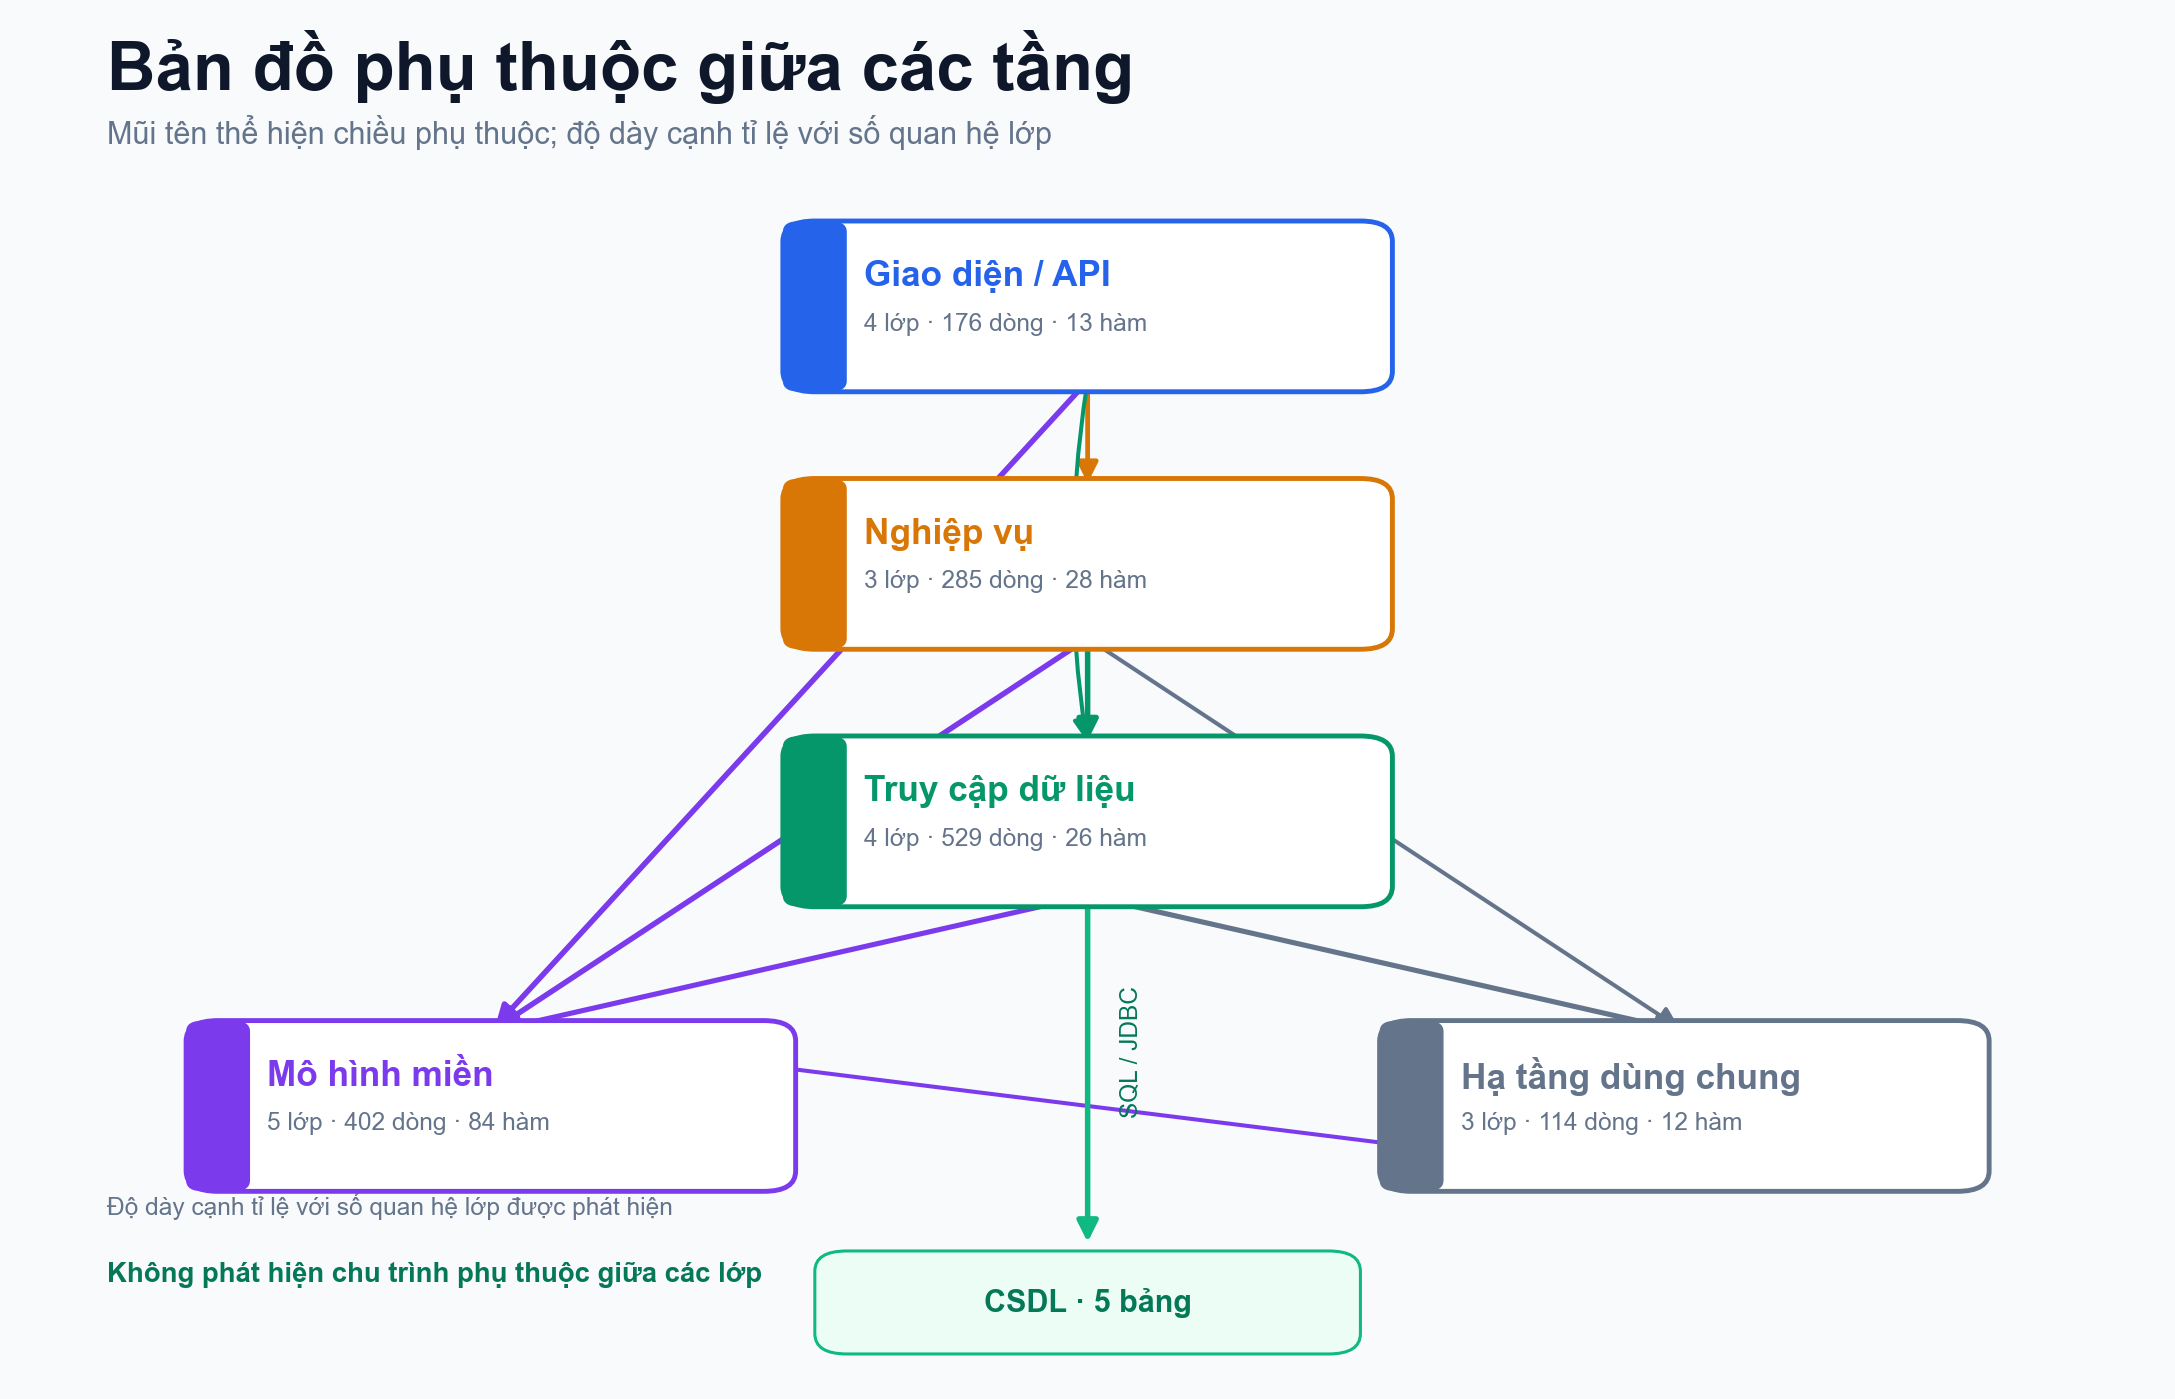 Bản đồ phụ thuộc giữa các tầng
Mũi tên thể hiện chiều phụ thuộc; độ dày cạnh tỉ lệ với số quan hệ lớp
Giao diện / API
4 lớp · 176 dòng · 13 hàm
Nghiệp vụ
3 lớp · 285 dòng · 28 hàm
Truy cập dữ liệu
4 lớp · 529 dòng · 26 hàm
SQL / JDBC
Mô hình miền
5 lớp · 402 dòng · 84 hàm
Hạ tầng dùng chung
3 lớp · 114 dòng · 12 hàm
Độ dày cạnh tỉ lệ với số quan hệ lớp được phát hiện
Không phát hiện chu trình phụ thuộc giữa các lớp
CSDL · 5 bảng